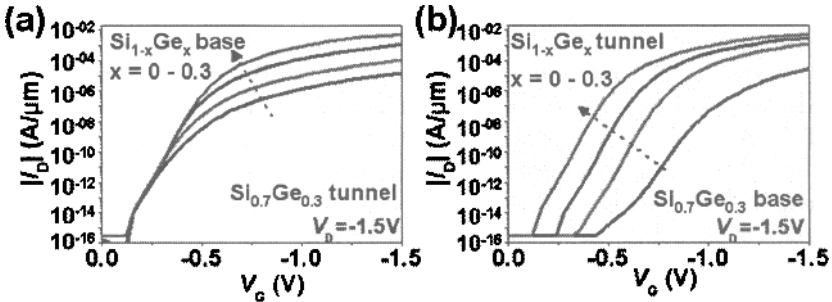 (a)
10⁻⁰²
10⁻⁰⁴
10⁻⁰⁶
10⁻⁰⁸
10⁻¹⁰
10⁻¹²
10⁻¹⁴
10⁻¹⁶
|I_D| (A/μm)
Si₁₋ₓGeₓ base
x = 0 - 0.3
Si₀.₇Ge₀.₃ tunnel
V_D=-1.5V
0.0 -0.5 -1.0 -1.5
V_G (V)
(b)
10⁻⁰²
10⁻⁰⁴
10⁻⁰⁶
10⁻⁰⁸
10⁻¹⁰
10⁻¹²
10⁻¹⁴
10⁻¹⁶
|I_D| (A/μm)
Si₁₋ₓGeₓ tunnel
x = 0 - 0.3
Si₀.₇Ge₀.₃ base
V_D=-1.5V
0.0 -0.5 -1.0 -1.5
V_G (V)